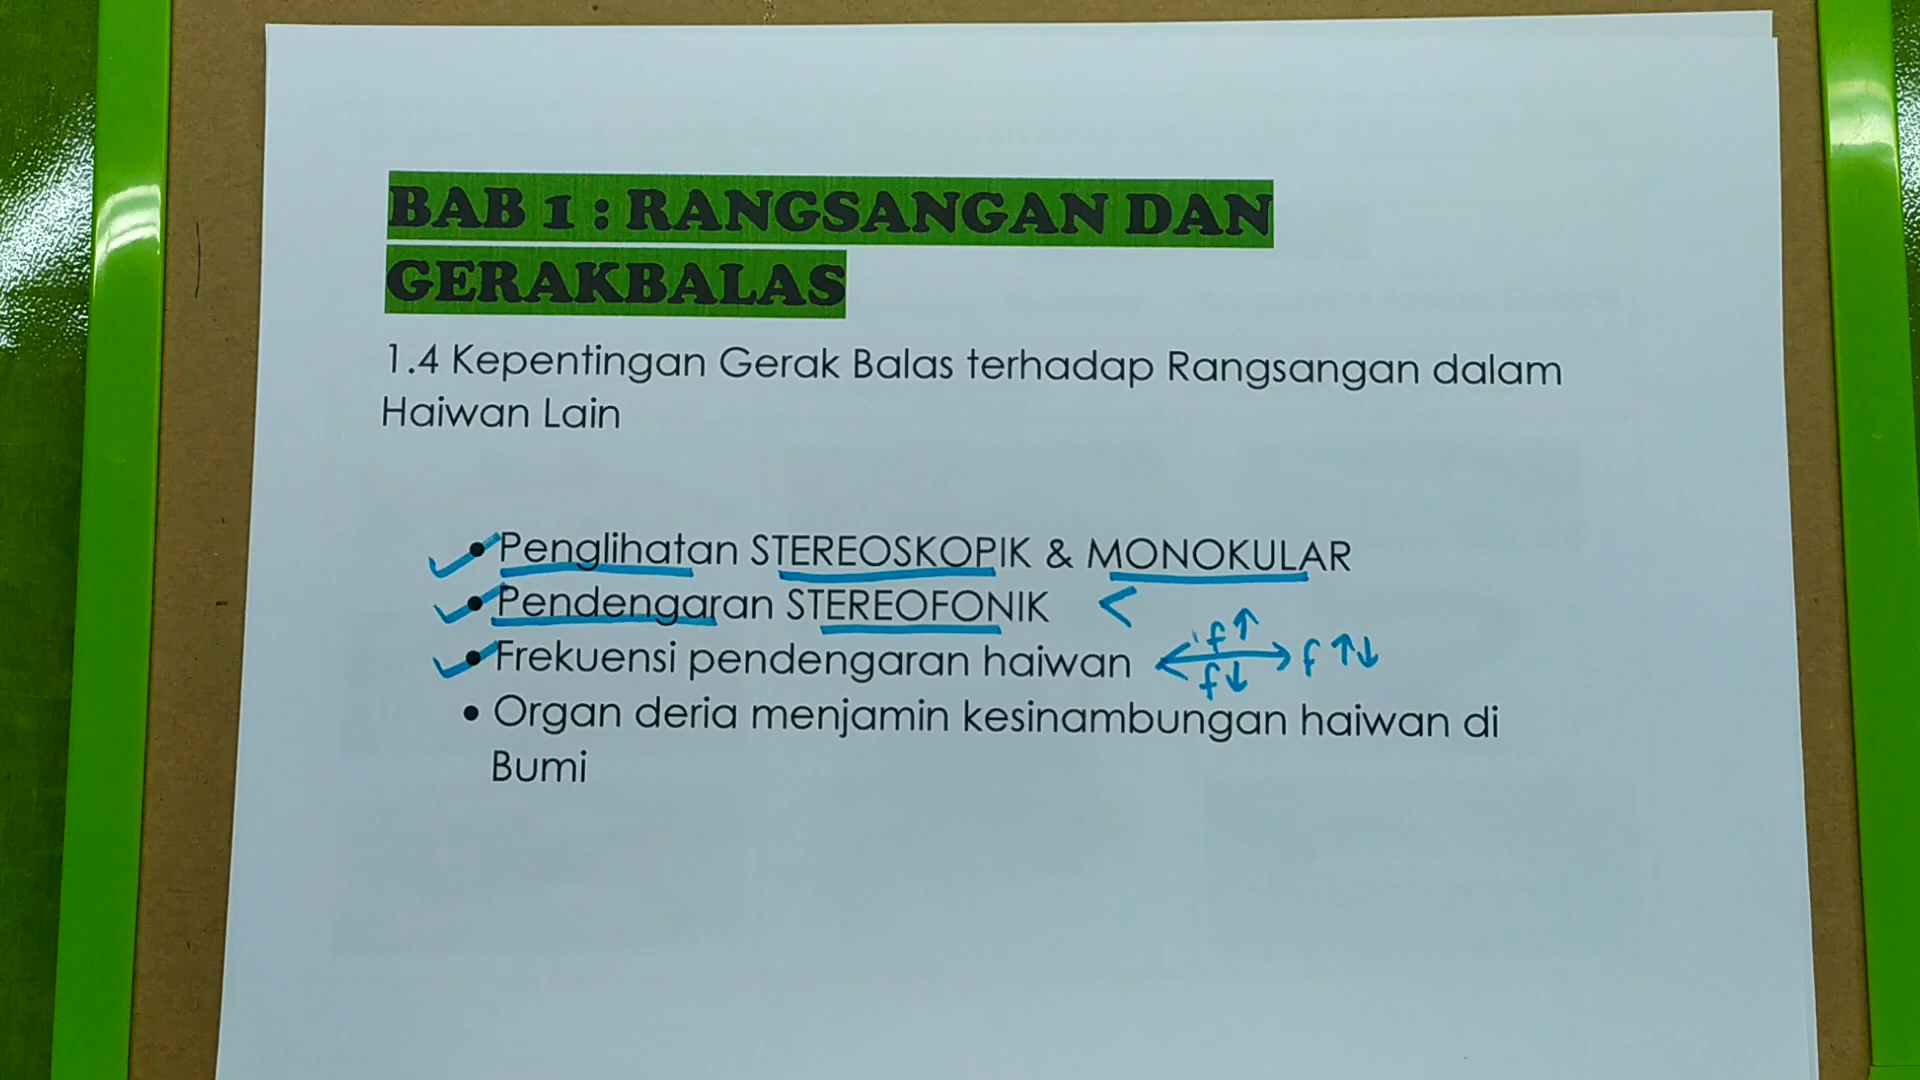 BAB 1 : RANGSANGAN DAN
GERAKBALAS
1.4 Kepentingan Gerak Balas terhadap Rangsangan dalam
Haiwan Lain
• Penglihatan STEREOSKOPIK & MONOKULAR
• Pendengaran STEREOFONIK <
• Frekuensi pendengaran haiwan f↑ f↓ f↑↓
• Organ deria menjamin kesinambungan haiwan di
Bumi